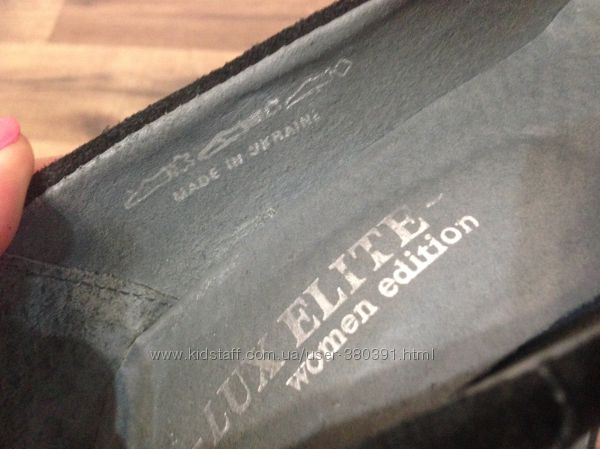 MADE IN UKRAINE
-LUX ELITE-
women edition
www.kidstaff.com.ua/user-380391.html